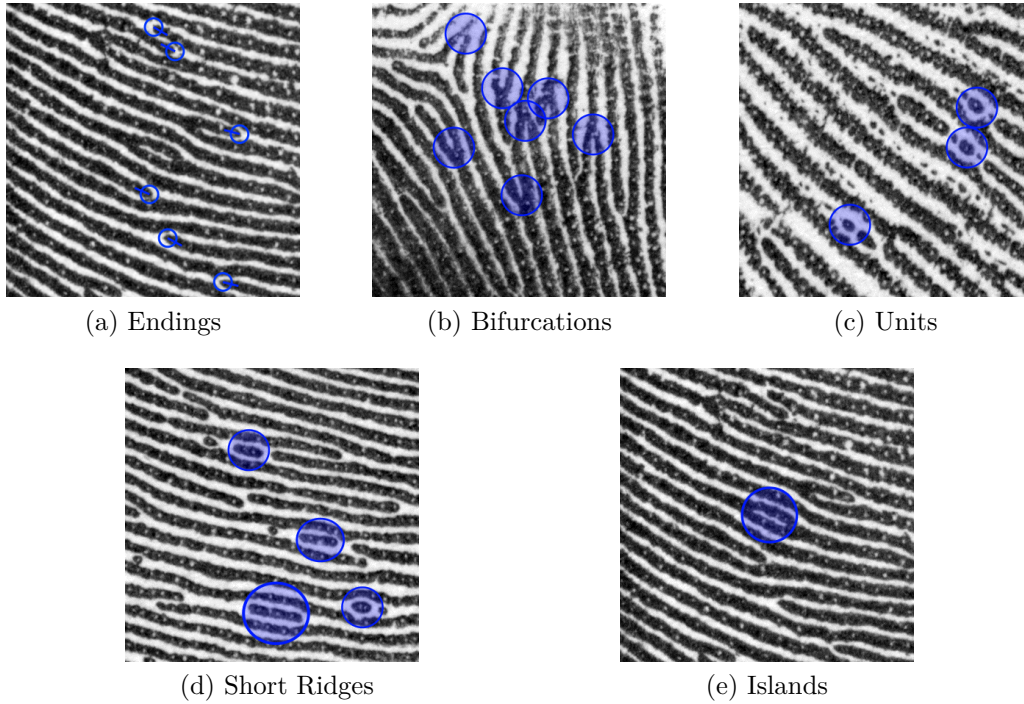 (a) Endings
(b) Bifurcations
(c) Units
(d) Short Ridges
(e) Islands